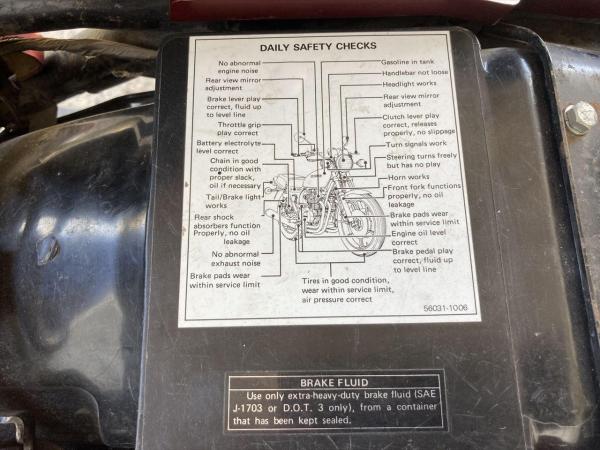 DAILY SAFETY CHECKS
No abnormal
engine noise
Rear view mirror
adjustment
Brake lever play
correct, fluid up
to level line
Throttle grip
play correct
Battery electrolyte
level correct
Chain in good
condition with
proper slack,
oil if necessary
Tail/Brake light
works
Rear shock
absorbers function
Properly, no oil
leakage
No abnormal
exhaust noise
Brake pads wear
within service limit
Tires in good condition,
wear within service limit,
air pressure correct
Gasoline in tank
Handlebar not loose
Headlight works
Rear view mirror
adjustment
Clutch lever play
correct, releases
properly, no slippage
Turn signals work
Steering turns freely
but has no play
Horn works
Front fork functions
properly, no oil
leakage
Brake pads wear
within service limit
Engine oil level
correct
Brake pedal play
correct, fluid up
to level line
56031-1006
BRAKE FLUID
Use only extra-heavy-duty brake fluid (SAE
J-1703 or D.O.T. 3 only), from a container
that has been kept sealed.